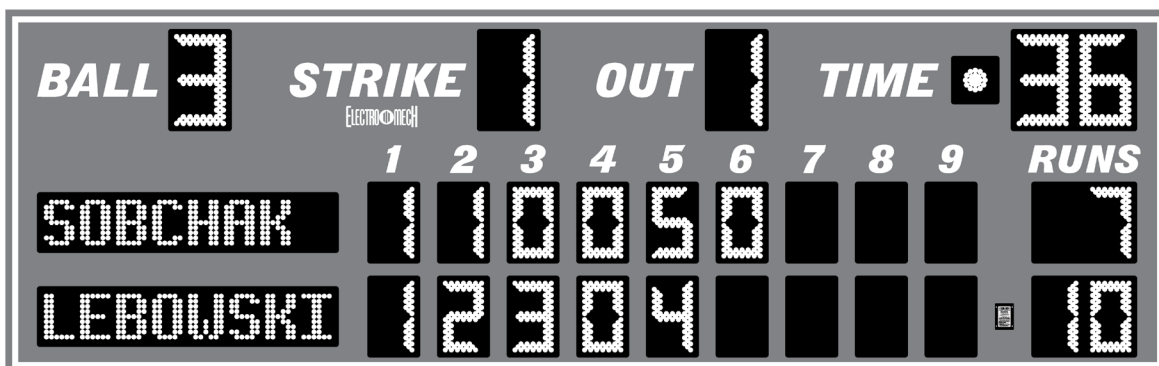 BALL 3 STRIKE 1 OUT 1 TIME 36
ELECTRO MECH
1 2 3 4 5 6 7 8 9 RUNS
SOBCHAK 1 1 0 0 5 0 7
LEBOWSKI 1 2 3 0 4 10